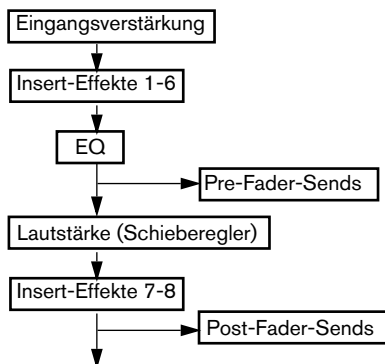 Eingangsverstärkung
Insert-Effekte 1-6
EQ
Pre-Fader-Sends
Lautstärke (Schieberegler)
Insert-Effekte 7-8
Post-Fader-Sends